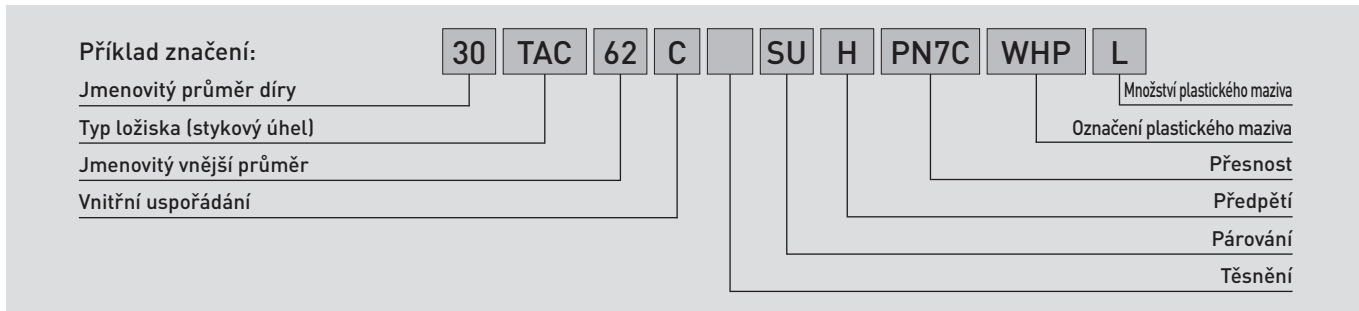 Příklad značení: 30 TAC 62 C SU H PN7C WHP L
Jmenovitý průměr díry
Množství plastického maziva
Typ ložiska (stykový úhel)
Označení plastického maziva
Jmenovitý vnější průměr
Přesnost
Vnitřní uspořádání
Předpětí
Párování
Těsnění